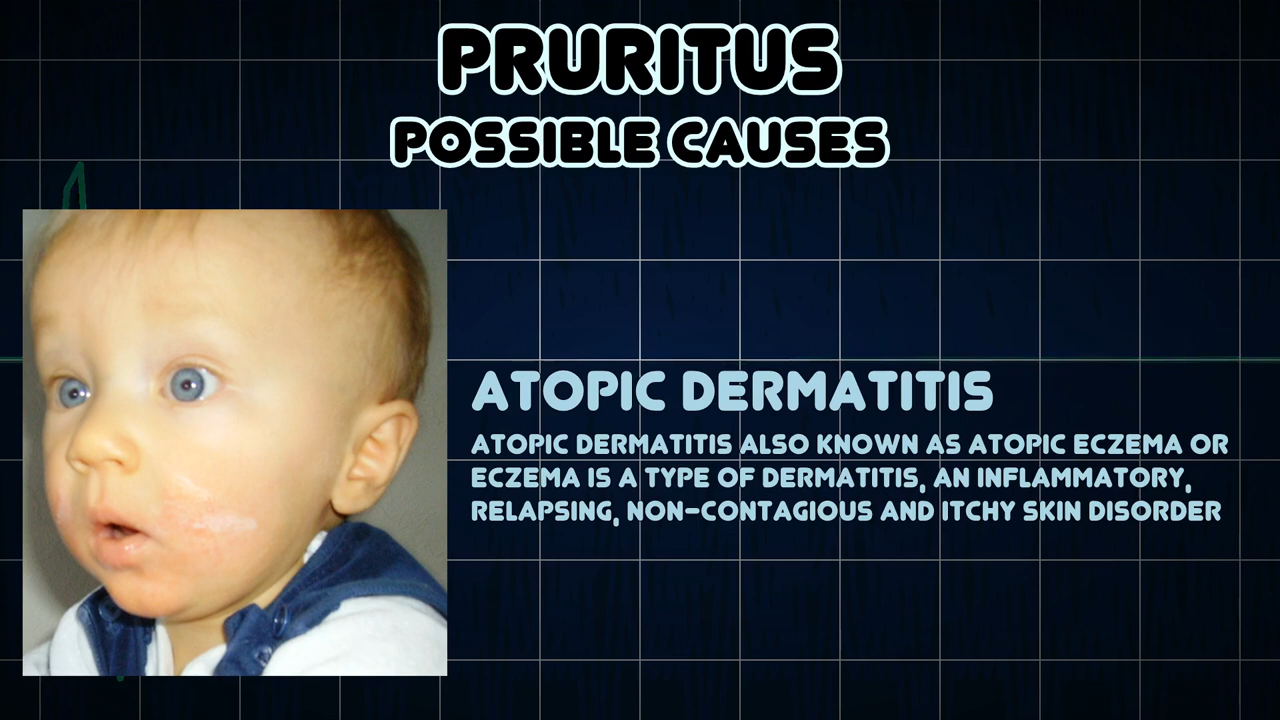 PRURITUS
POSSIBLE CAUSES
ATOPIC DERMATITIS
ATOPIC DERMATITIS ALSO KNOWN AS ATOPIC ECZEMA OR
ECZEMA IS A TYPE OF DERMATITIS, AN INFLAMMATORY,
RELAPSING, NON-CONTAGIOUS AND ITCHY SKIN DISORDER